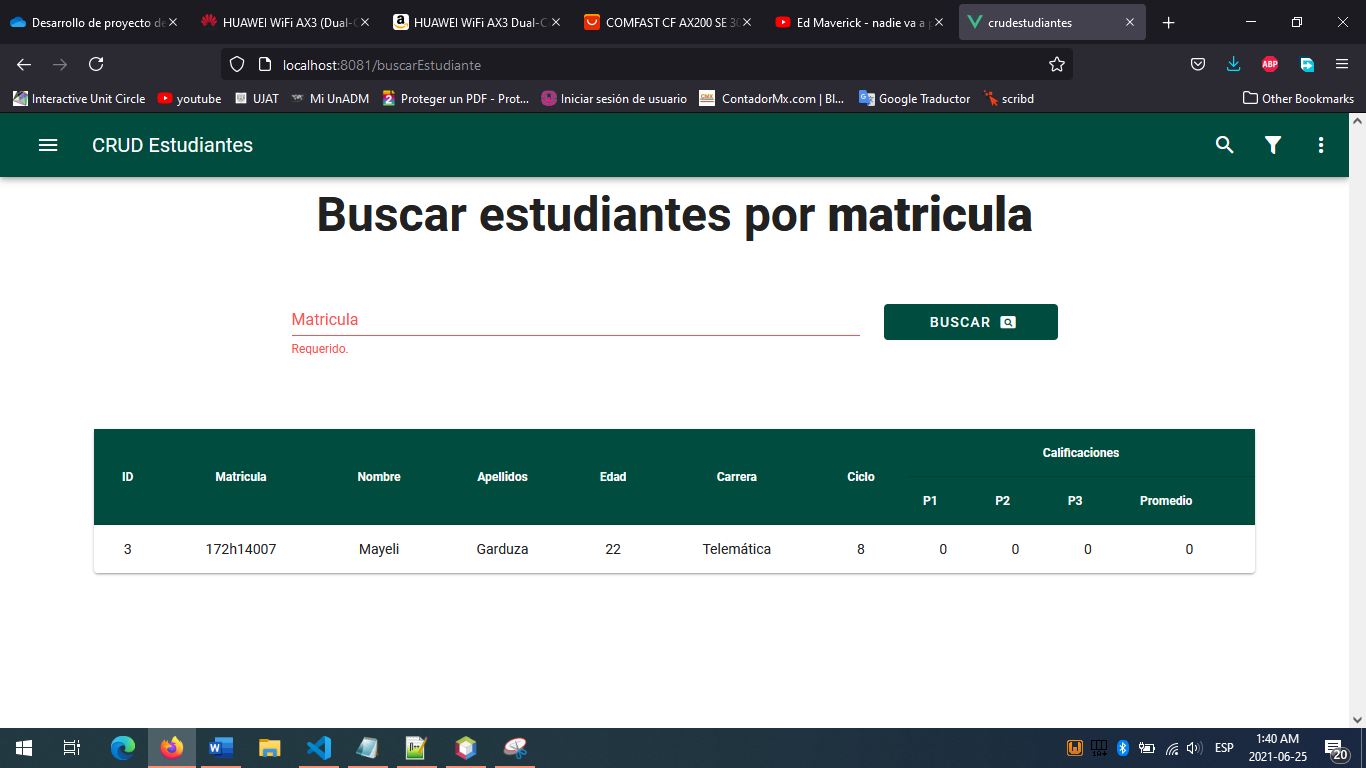 Desarrollo de proyecto de
HUAWEI WiFi AX3 (Dual-C
HUAWEI WiFi AX3 Dual-C
COMFAST CF AX200 SE 30
Ed Maverick - nadie va a p
crudestudiantes
localhost:8081/buscarEstudiante
ABP
Interactive Unit Circle
youtube
UJAT
Mi UnADM
Proteger un PDF - Prot...
Iniciar sesión de usuario
CMX
ContadorMx.com | Bl...
Google Traductor
scribd
Other Bookmarks
CRUD Estudiantes
Buscar estudiantes por matricula
Matricula
BUSCAR
Requerido.
Calificaciones
ID Matricula Nombre Apellidos Edad Carrera Ciclo
P1 P2 P3 Promedio
3 172h14007 Mayeli Garduza 22 Telemática 8 0 0 0 0
ESP
1:40 AM
2021-06-25
20